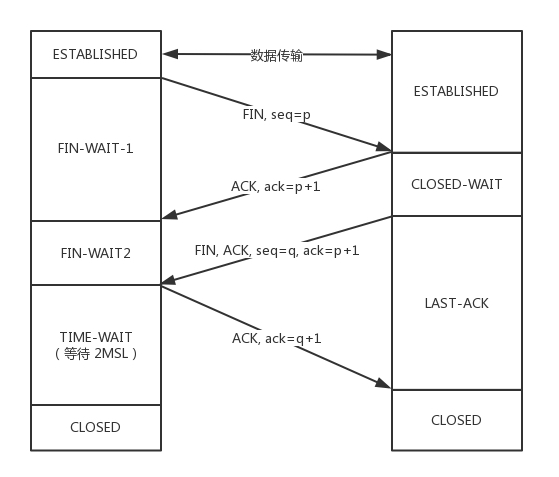 ESTABLISHED
数据传输
ESTABLISHED
FIN, seq=p
FIN-WAIT-1
ACK, ack=p+1
CLOSED-WAIT
FIN-WAIT2
FIN, ACK, seq=q, ack=p+1
LAST-ACK
TIME-WAIT
（等待 2MSL）
ACK, ack=q+1
CLOSED
CLOSED